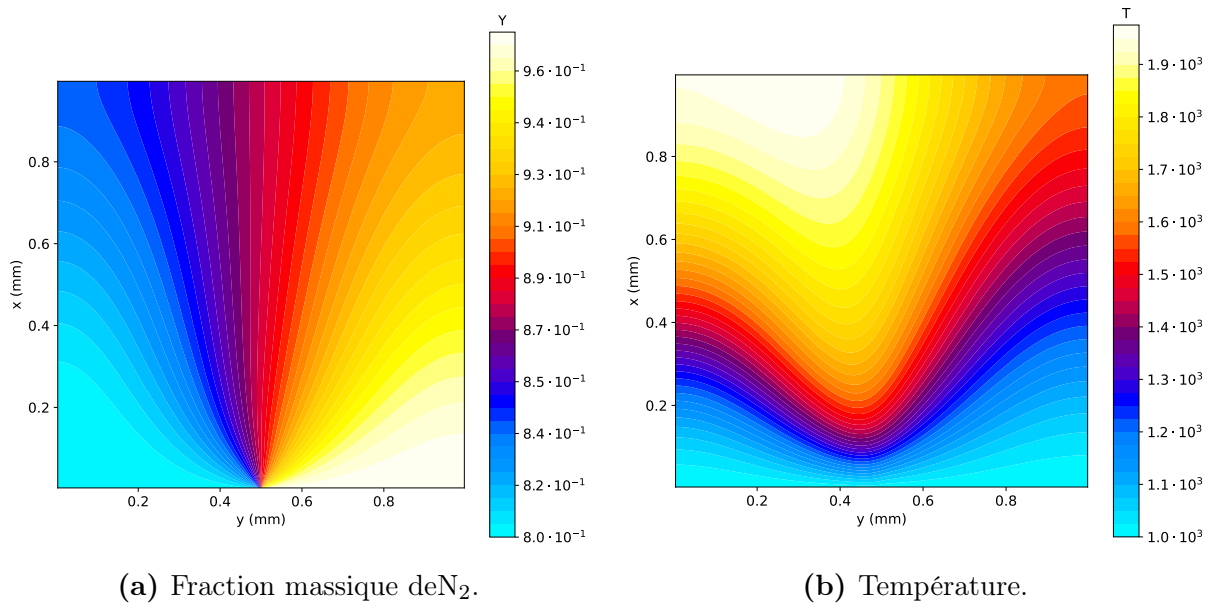 Y
9.6·10⁻¹
9.4·10⁻¹
9.3·10⁻¹
9.1·10⁻¹
8.9·10⁻¹
8.7·10⁻¹
8.5·10⁻¹
8.4·10⁻¹
8.2·10⁻¹
8.0·10⁻¹
x (mm)
0.8
0.6
0.4
0.2
0.2 0.4 0.6 0.8
y (mm)
(a) Fraction massique deN₂.
T
1.9·10³
1.8·10³
1.7·10³
1.6·10³
1.5·10³
1.4·10³
1.3·10³
1.2·10³
1.1·10³
1.0·10³
x (mm)
0.8
0.6
0.4
0.2
0.2 0.4 0.6 0.8
y (mm)
(b) Température.